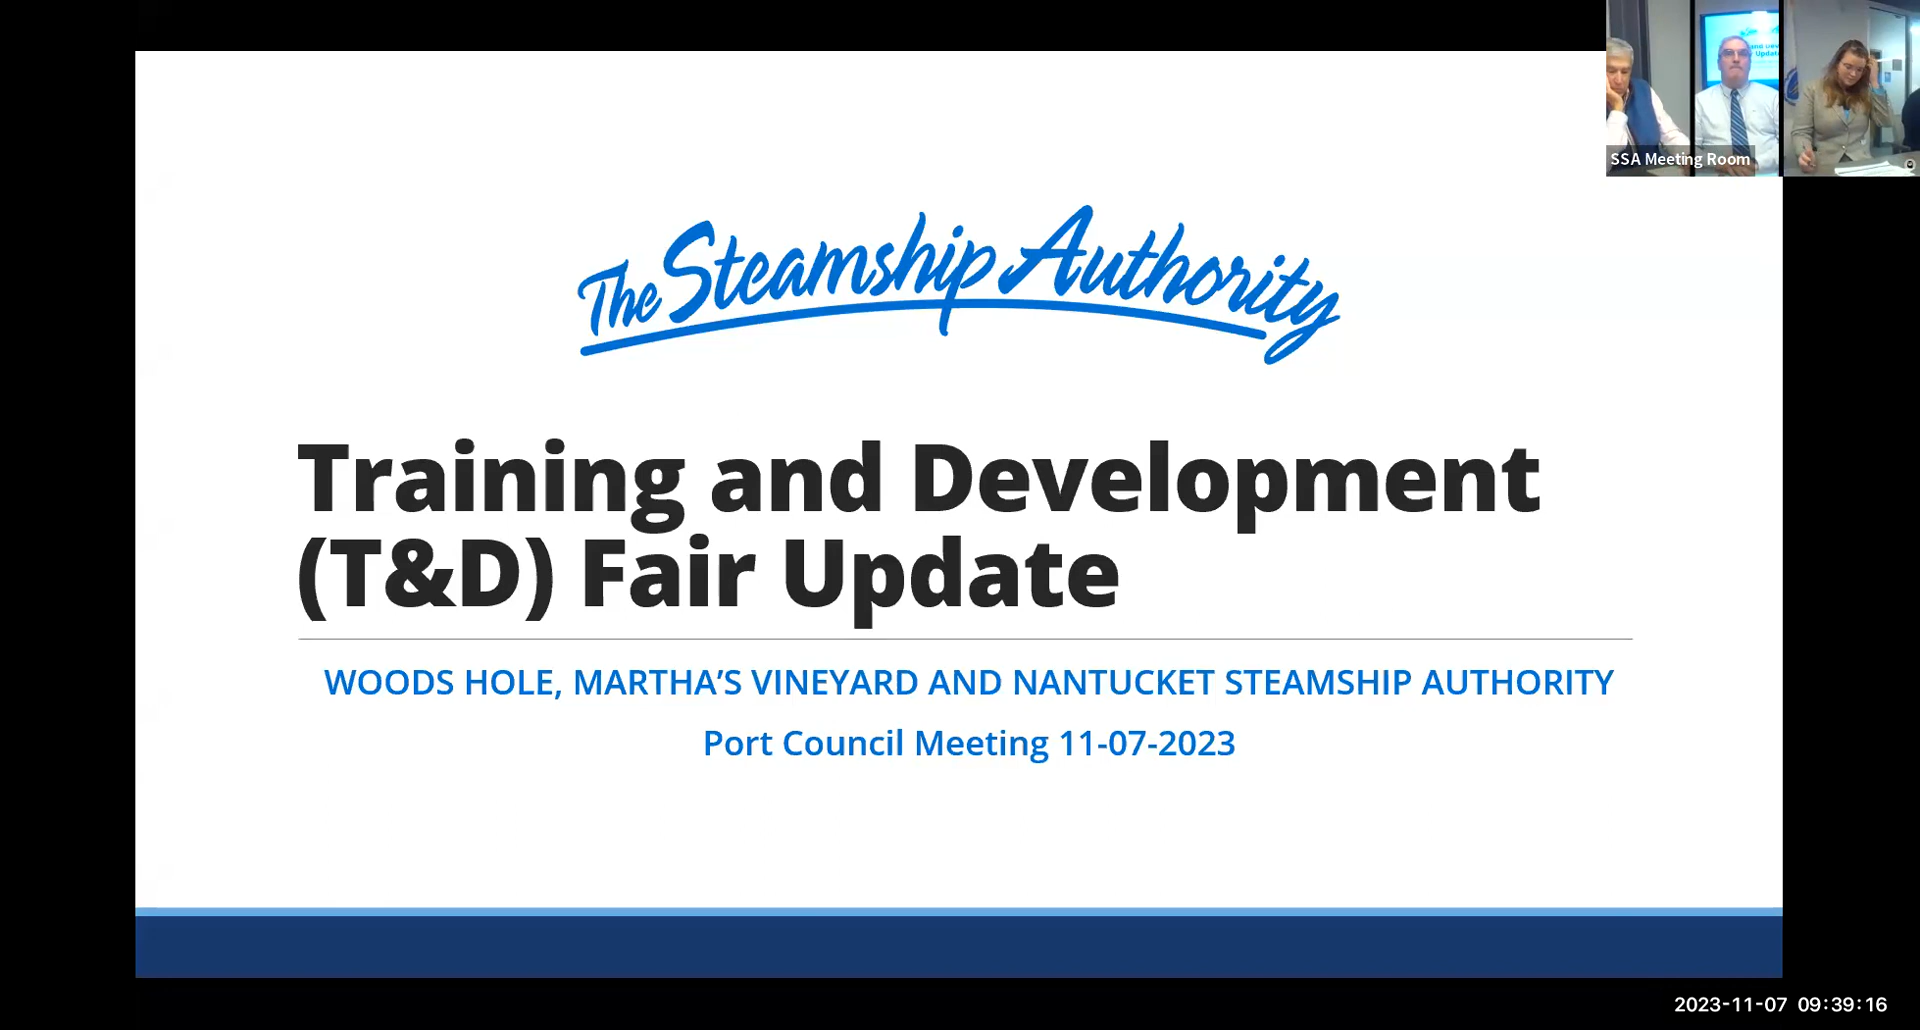 SSA Meeting Room
The Steamship Authority
Training and Development
(T&D) Fair Update
WOODS HOLE, MARTHA’S VINEYARD AND NANTUCKET STEAMSHIP AUTHORITY
Port Council Meeting 11-07-2023
2023-11-07 09:39:16